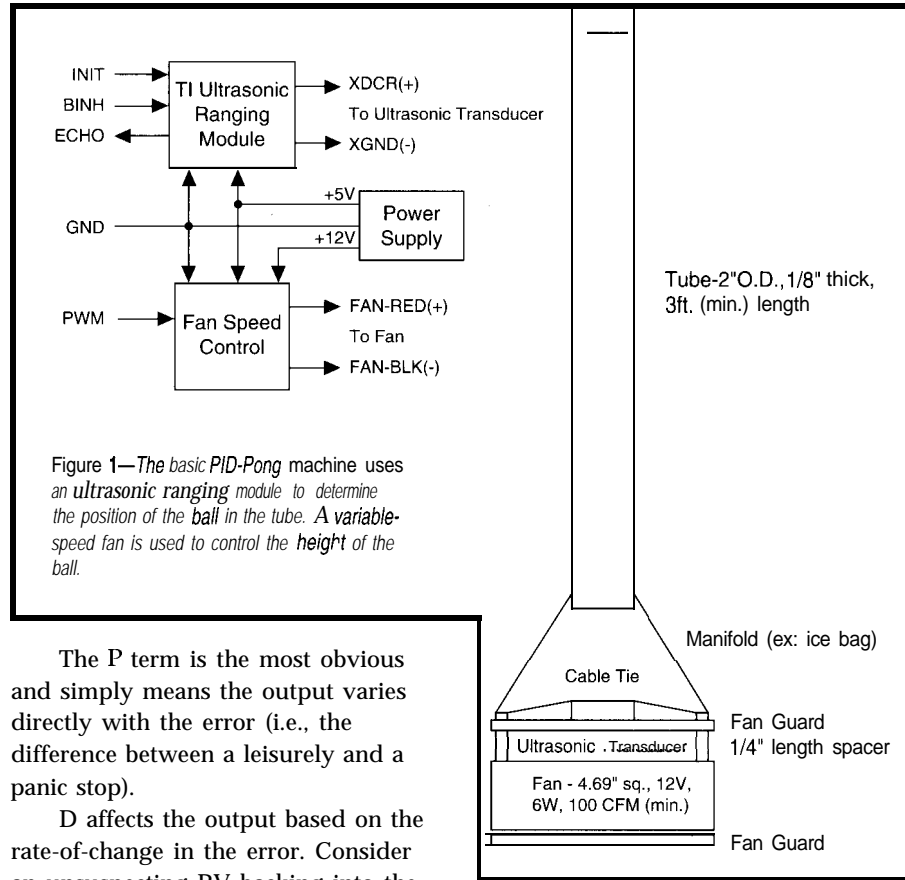 INIT
BINH
ECHO
TI Ultrasonic
Ranging
Module
XDCR(+)
To Ultrasonic Transducer
XGND(-)
GND
+5V
+12V
Power
Supply
PWM
Fan Speed
Control
FAN-RED(+)
To Fan
FAN-BLK(-)
Figure 1—The basic PID-Pong machine uses
an ultrasonic ranging module to determine
the position of the ball in the tube. A variable-
speed fan is used to control the height of the
ball.
Tube-2"O.D.,1/8" thick,
3ft. (min.) length
Manifold (ex: ice bag)
Cable Tie
Fan Guard
Ultrasonic Transducer
1/4" length spacer
Fan - 4.69" sq., 12V,
6W, 100 CFM (min.)
Fan Guard
The P term is the most obvious
and simply means the output varies
directly with the error (i.e., the
difference between a leisurely and a
panic stop).
D affects the output based on the
rate-of-change in the error. Consider
an unsuspecting RV backing into the